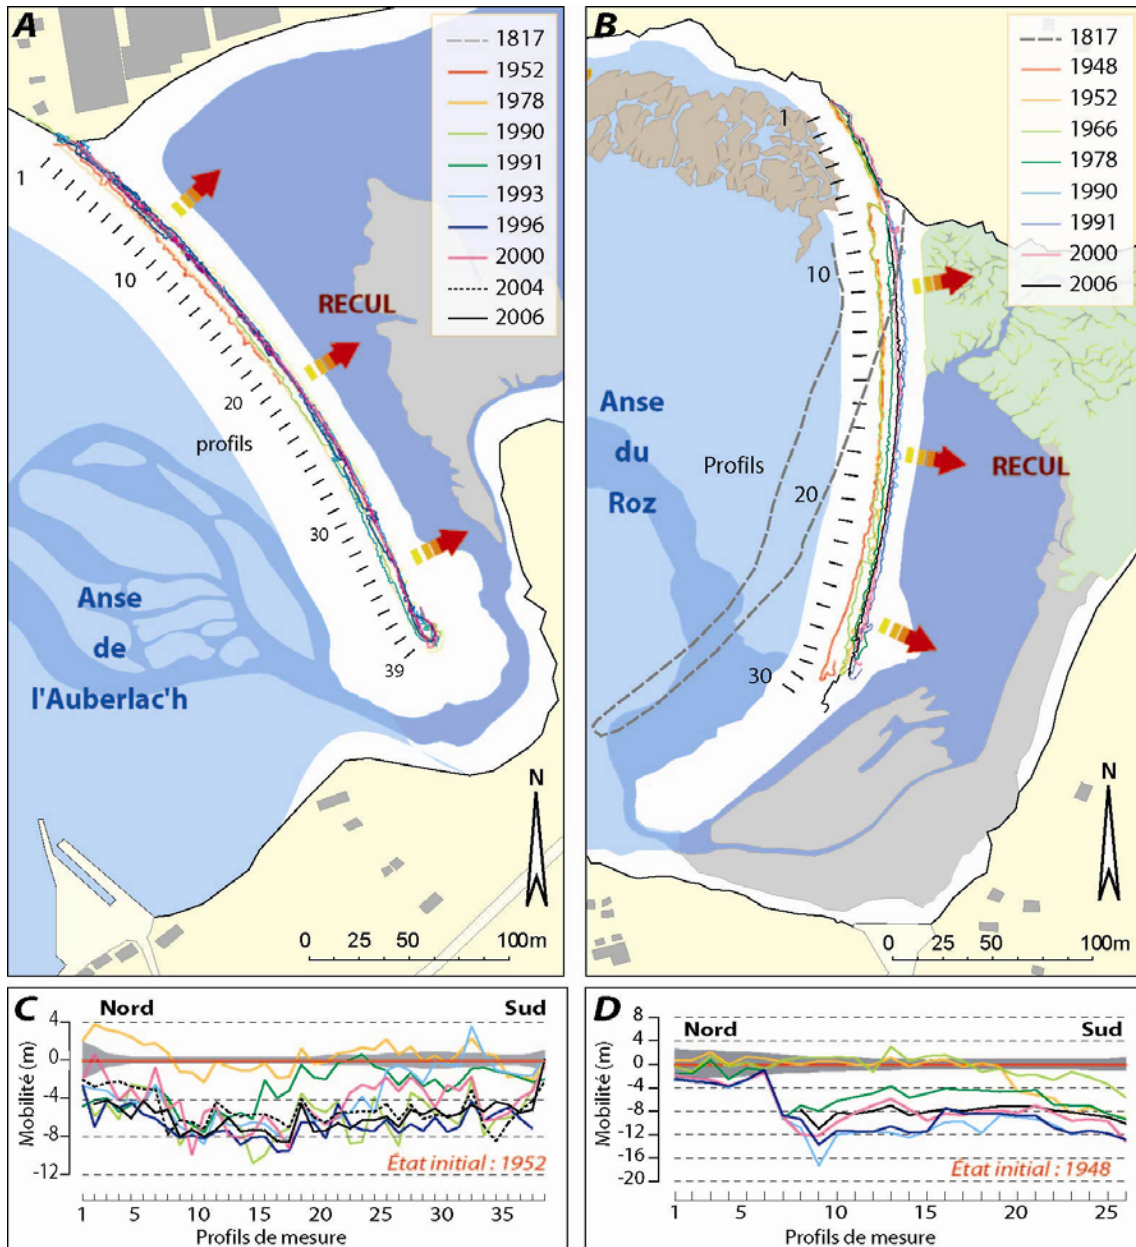 A
1817
1952
1978
1990
1991
1993
1996
2000
2004
2006
1
10
RECUL
20
profils
30
Anse
de
l'Auberlac'h
39
N
0 25 50 100m
B
1817
1948
1952
1966
1978
1990
1991
2000
2006
1
10
Anse
du
Roz
Profils
20
RECUL
30
N
0 25 50 100m
C
Nord Sud
Mobilité (m)
4
0
-4
-8
-12
État initial : 1952
1 5 10 15 20 25 30 35
Profils de mesure
D
Nord Sud
Mobilité (m)
8
4
0
-4
-8
-12
-16
-20
État initial : 1948
1 5 10 15 20 25
Profils de mesure